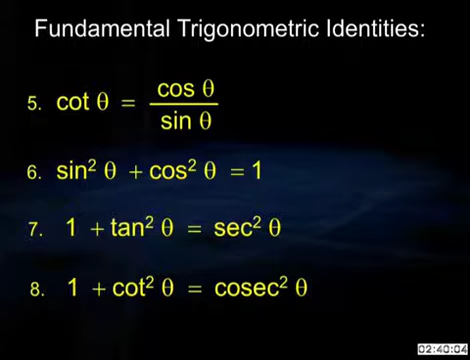 Fundamental Trigonometric Identities:
5. cot θ = cos θ / sin θ
6. sin² θ + cos² θ = 1
7. 1 + tan² θ = sec² θ
8. 1 + cot² θ = cosec² θ
02:40:04